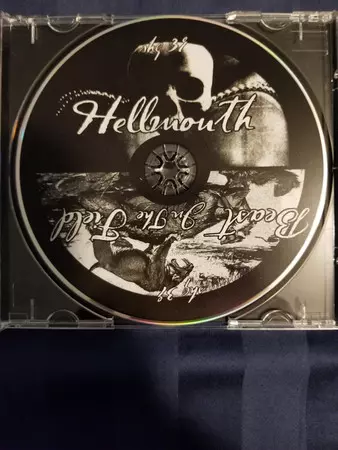 Hellmouth
Beast
In The
Field